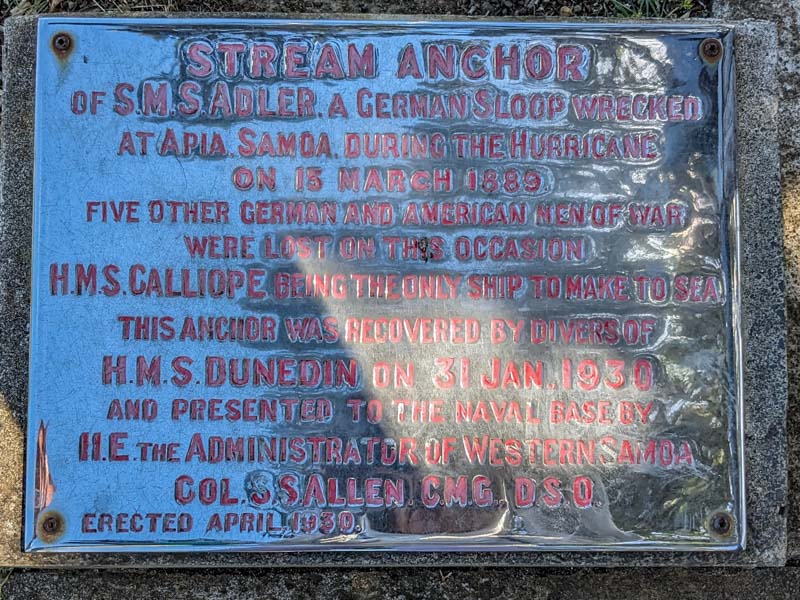 STREAM ANCHOR
OF S.M.S. ADLER. A GERMAN SLOOP WRECKED
AT APIA. SAMOA. DURING THE HURRICANE
ON 15 MARCH 1889.
FIVE OTHER GERMAN AND AMERICAN MEN OF WAR
WERE LOST ON THIS OCCASION
H.M.S. CALLIOPE BEING THE ONLY SHIP TO MAKE TO SEA
THIS ANCHOR WAS RECOVERED BY DIVERS OF
H.M.S. DUNEDIN ON 31 JAN. 1930
AND PRESENTED TO THE NAVAL BASE BY
H.E. THE ADMINISTRATOR OF WESTERN SAMOA
COL. S.S ALLEN. C.M.G. D.S.O.
ERECTED APRIL. 1930.